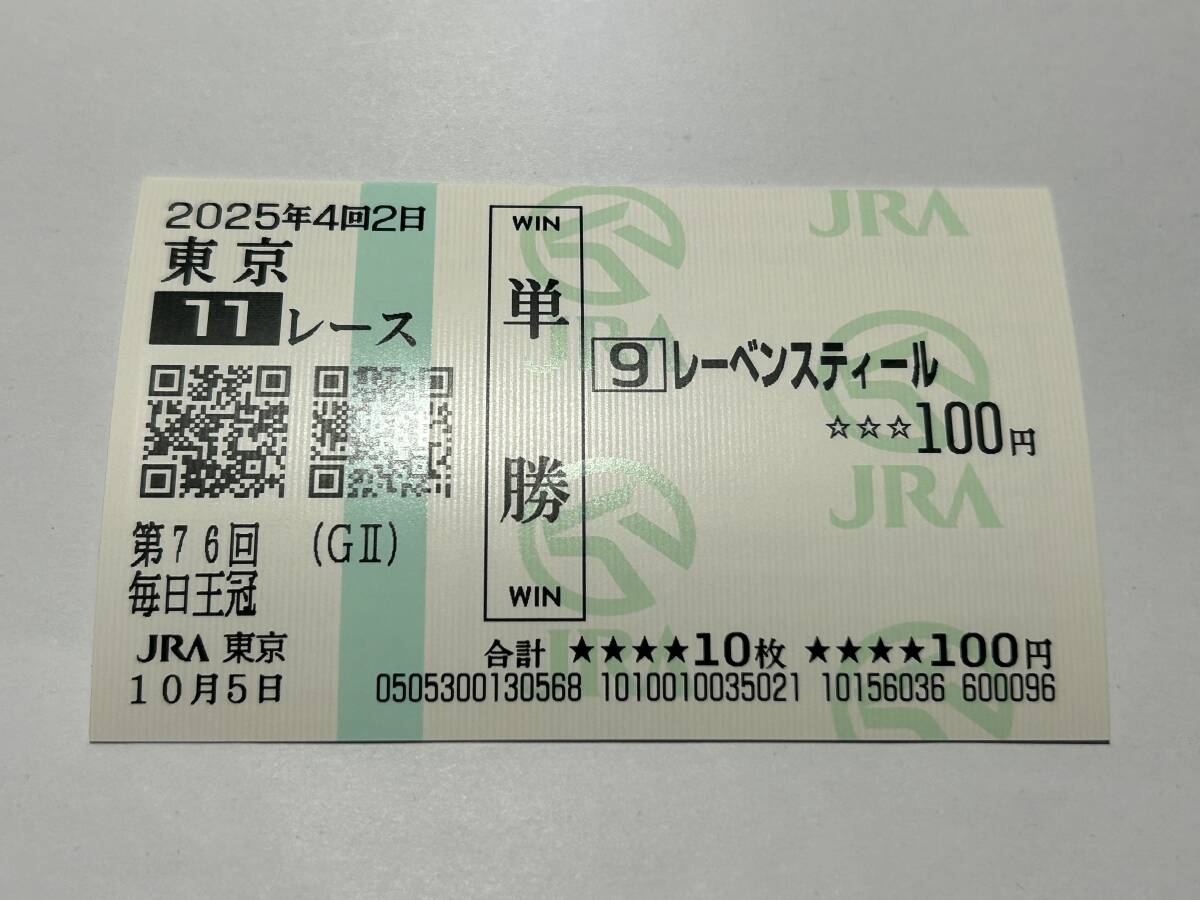 2025年4回2日
東京
11レース
第76回 (GⅡ)
毎日王冠
JRA 東京
10月5日
WIN
単勝
WIN
9 レーベンスティール
☆☆☆100円
合計 ★★★★10枚 ★★★★100円
0505300130568 1010010035021 10156036 600096
JRA
JRA
JRA
JRA